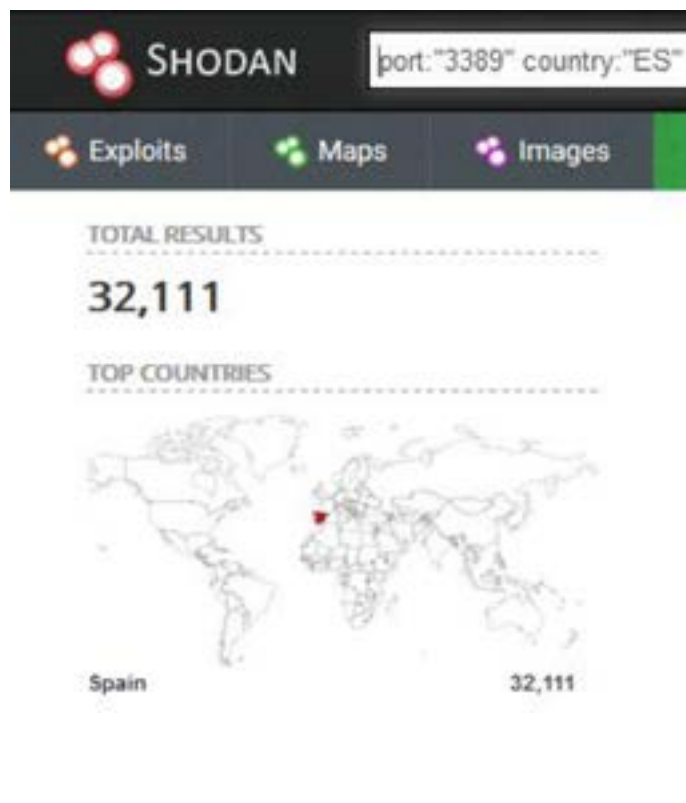 SHODAN port:"3389" country:"ES"
Exploits Maps Images
TOTAL RESULTS
32,111
TOP COUNTRIES
Spain 32,111